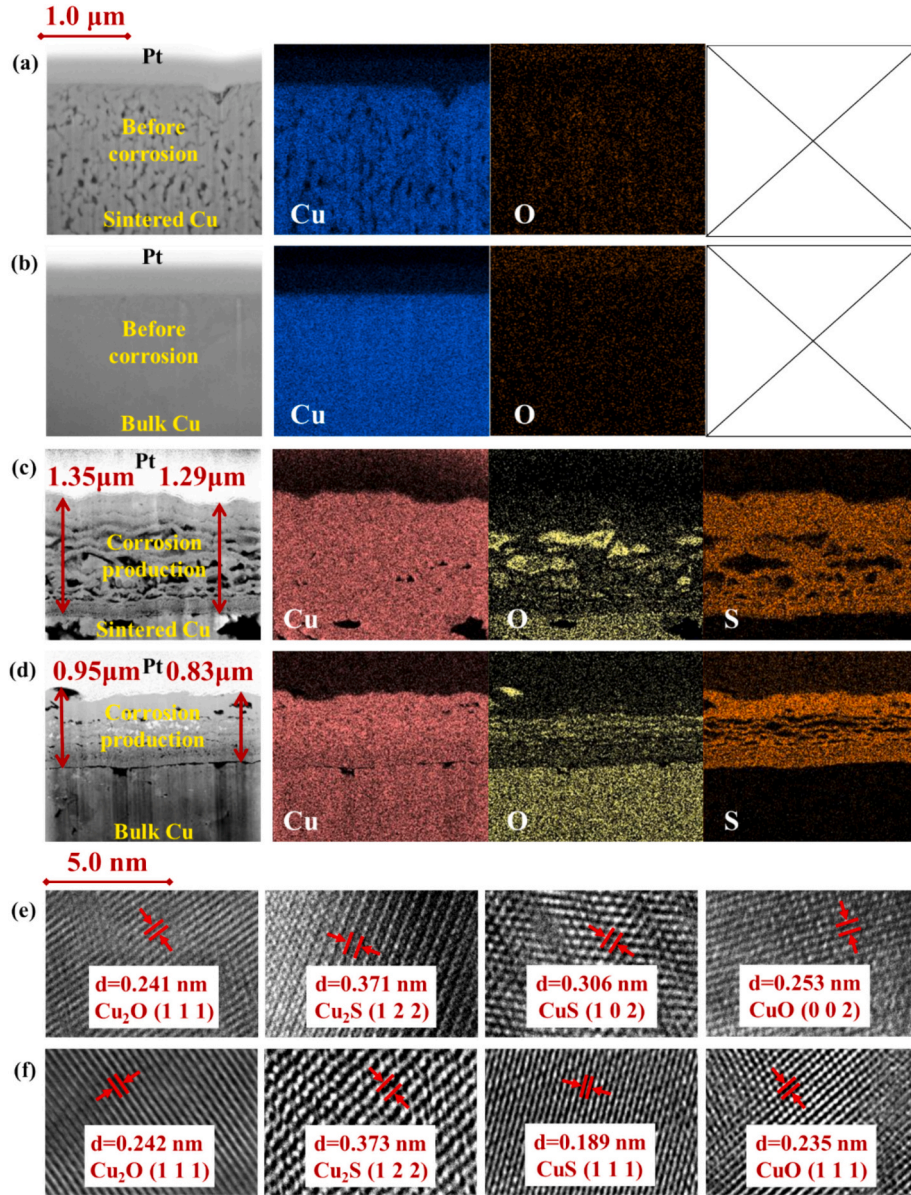 1.0 μm
(a)
Pt
Before
corrosion
Sintered Cu
Cu
O
(b)
Pt
Before
corrosion
Bulk Cu
Cu
O
(c)
Pt
1.35μm
1.29μm
Corrosion
production
Sintered Cu
Cu
O
S
(d)
0.95μm
Pt
0.83μm
Corrosion
production
Bulk Cu
Cu
O
S
5.0 nm
(e)
d=0.241 nm
Cu₂O (1 1 1)
d=0.371 nm
Cu₂S (1 2 2)
d=0.306 nm
CuS (1 0 2)
d=0.253 nm
CuO (0 0 2)
(f)
d=0.242 nm
Cu₂O (1 1 1)
d=0.373 nm
Cu₂S (1 2 2)
d=0.189 nm
CuS (1 1 1)
d=0.235 nm
CuO (1 1 1)